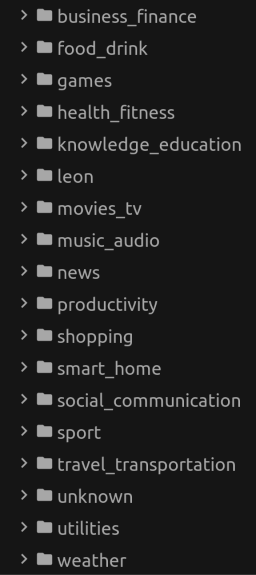 business_finance
food_drink
games
health_fitness
knowledge_education
leon
movies_tv
music_audio
news
productivity
shopping
smart_home
social_communication
sport
travel_transportation
unknown
utilities
weather